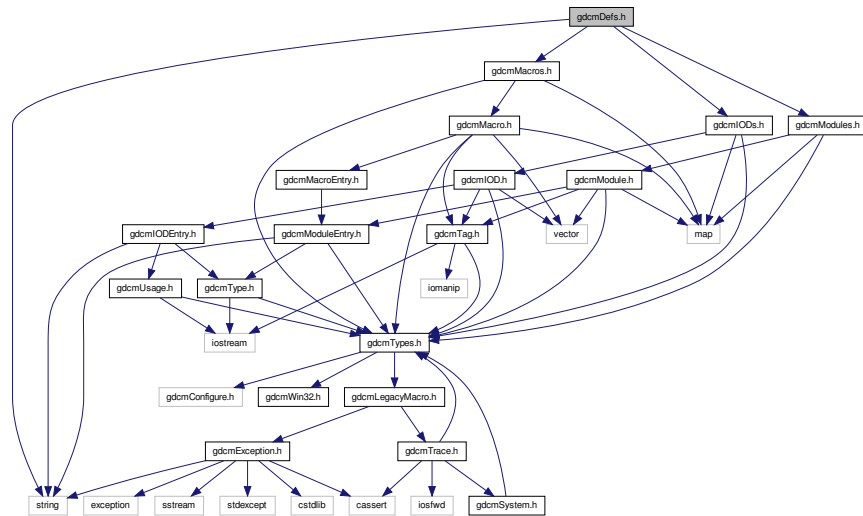 gdcmDefs.h
gdcmMacros.h
gdcmMacro.h
gdcmIODs.h
gdcmModules.h
gdcmMacroEntry.h
gdcmIOD.h
gdcmModule.h
gdcmIODEntry.h
gdcmModuleEntry.h
gdcmTag.h
vector
map
gdcmUsage.h
gdcmType.h
iomanip
iostream
gdcmTypes.h
gdcmConfigure.h
gdcmWin32.h
gdcmLegacyMacro.h
gdcmException.h
gdcmTrace.h
string
exception
sstream
stdexcept
cstdlib
cassert
iosfwd
gdcmSystem.h